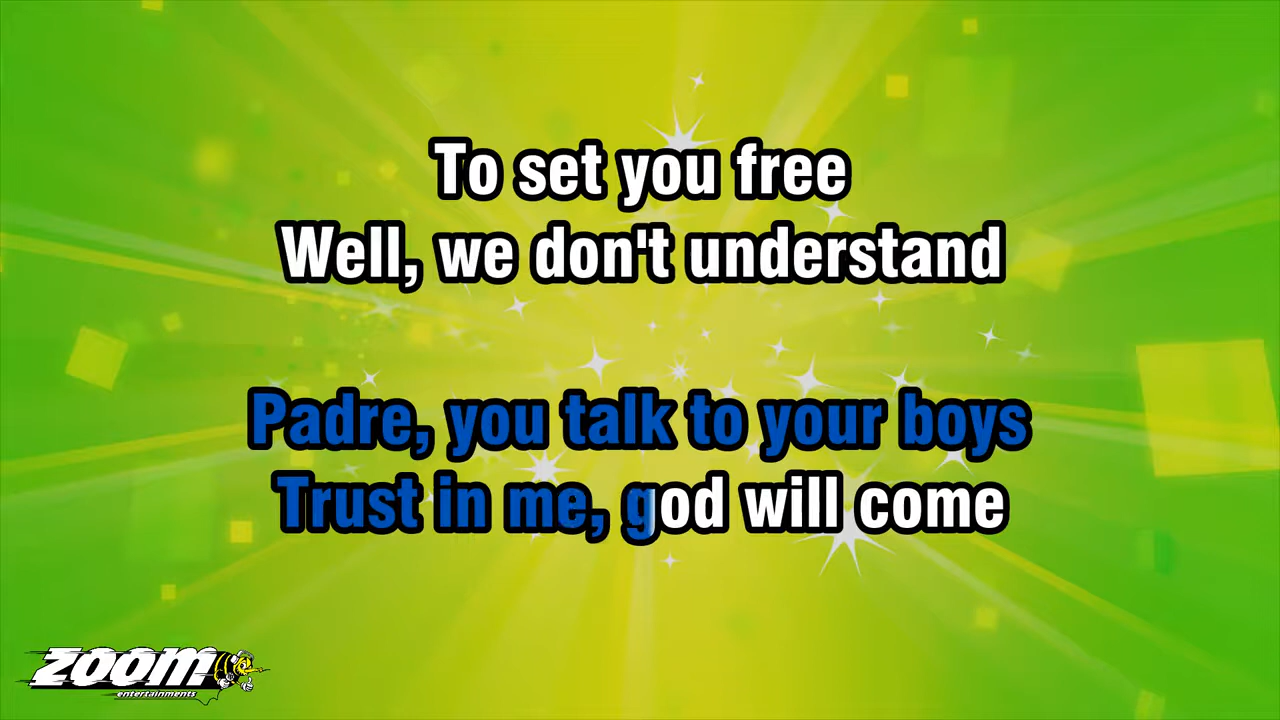 To set you free
Well, we don't understand
Padre, you talk to your boys
Trust in me, god will come
ZOOM
entertainments